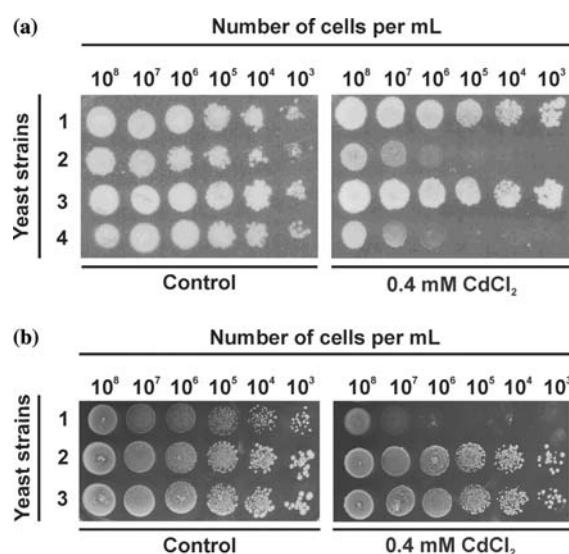 (a)
Number of cells per mL
10⁸ 10⁷ 10⁶ 10⁵ 10⁴ 10³ 10⁸ 10⁷ 10⁶ 10⁵ 10⁴ 10³
Yeast strains
1
2
3
4
Control 0.4 mM CdCl₂
(b)
Number of cells per mL
10⁸ 10⁷ 10⁶ 10⁵ 10⁴ 10³ 10⁸ 10⁷ 10⁶ 10⁵ 10⁴ 10³
Yeast strains
1
2
3
Control 0.4 mM CdCl₂